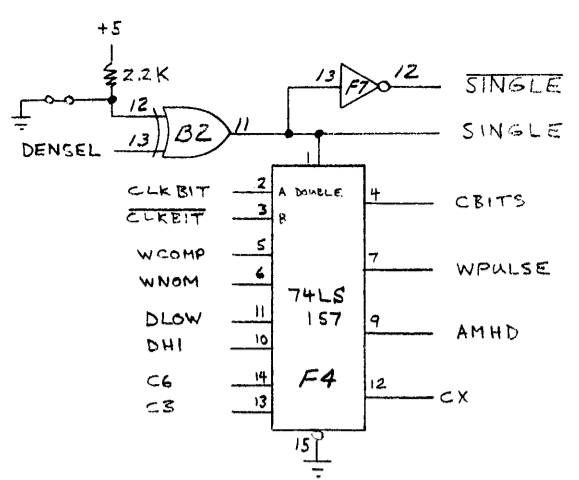 +5
2.2K
12
13
DENSEL
B2
11
13
F7
12
SINGLE
SINGLE
1
CLKBIT
2
A DOUBLE
4
CBITS
CLKBIT
3
B
WCOMP
5
7
WPULSE
WNOM
6
74LS
157
DLOW
11
9
AMHD
DHI
10
F4
C6
14
12
CX
C3
13
15